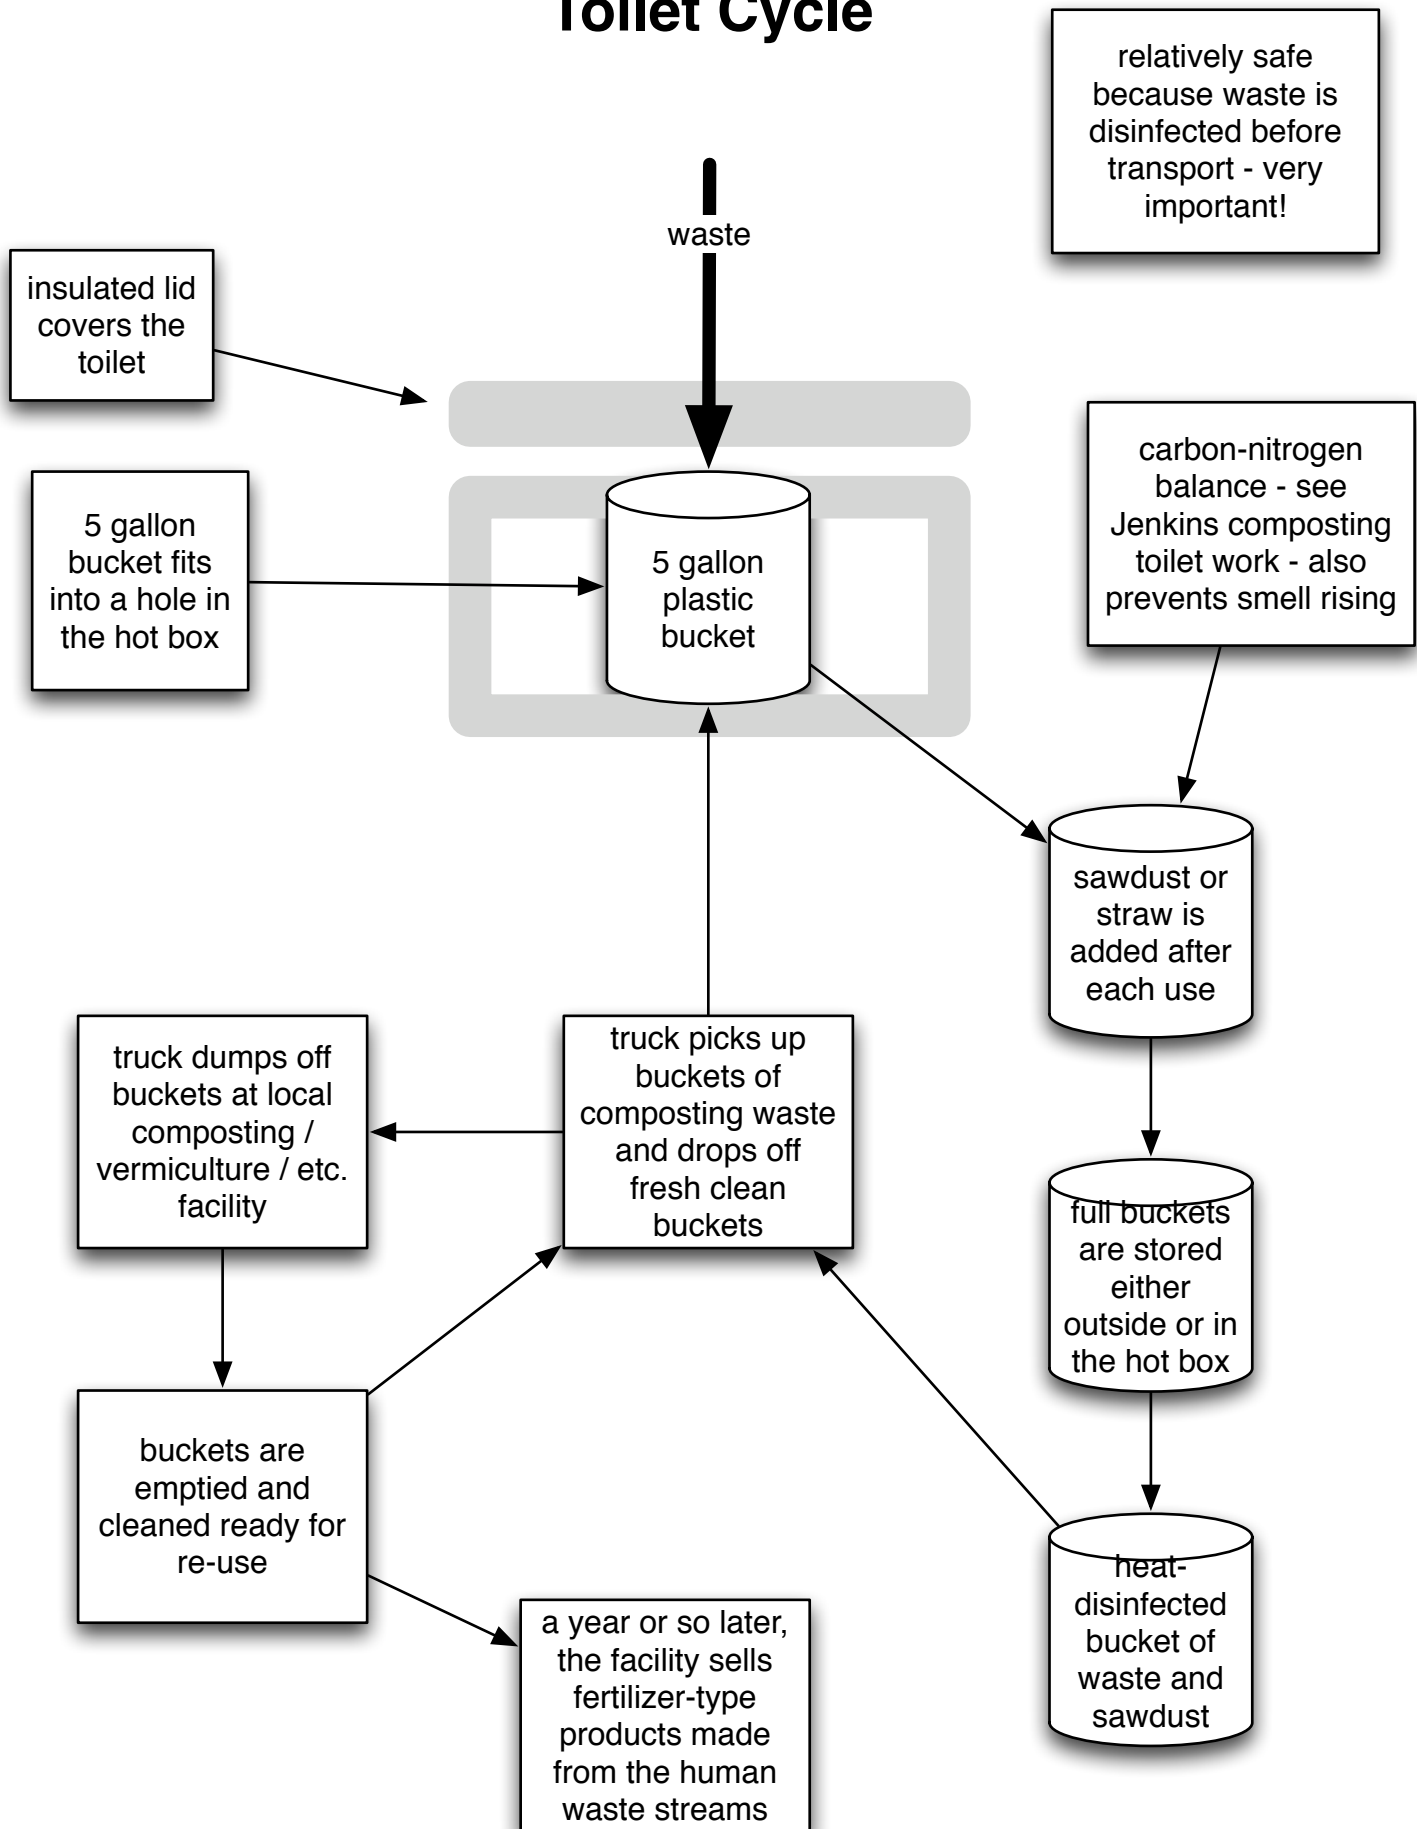 Toilet Cycle
relatively safe
because waste is
disinfected before
transport - very
important!
waste
insulated lid
covers the
toilet
5 gallon
bucket fits
into a hole in
the hot box
5 gallon
plastic
bucket
carbon-nitrogen
balance - see
Jenkins composting
toilet work - also
prevents smell rising
sawdust or
straw is
added after
each use
truck dumps off
buckets at local
composting /
vermiculture / etc.
facility
truck picks up
buckets of
composting waste
and drops off
fresh clean
buckets
full buckets
are stored
either
outside or in
the hot box
buckets are
emptied and
cleaned ready for
re-use
heat-
disinfected
bucket of
waste and
sawdust
a year or so later,
the facility sells
fertilizer-type
products made
from the human
waste streams